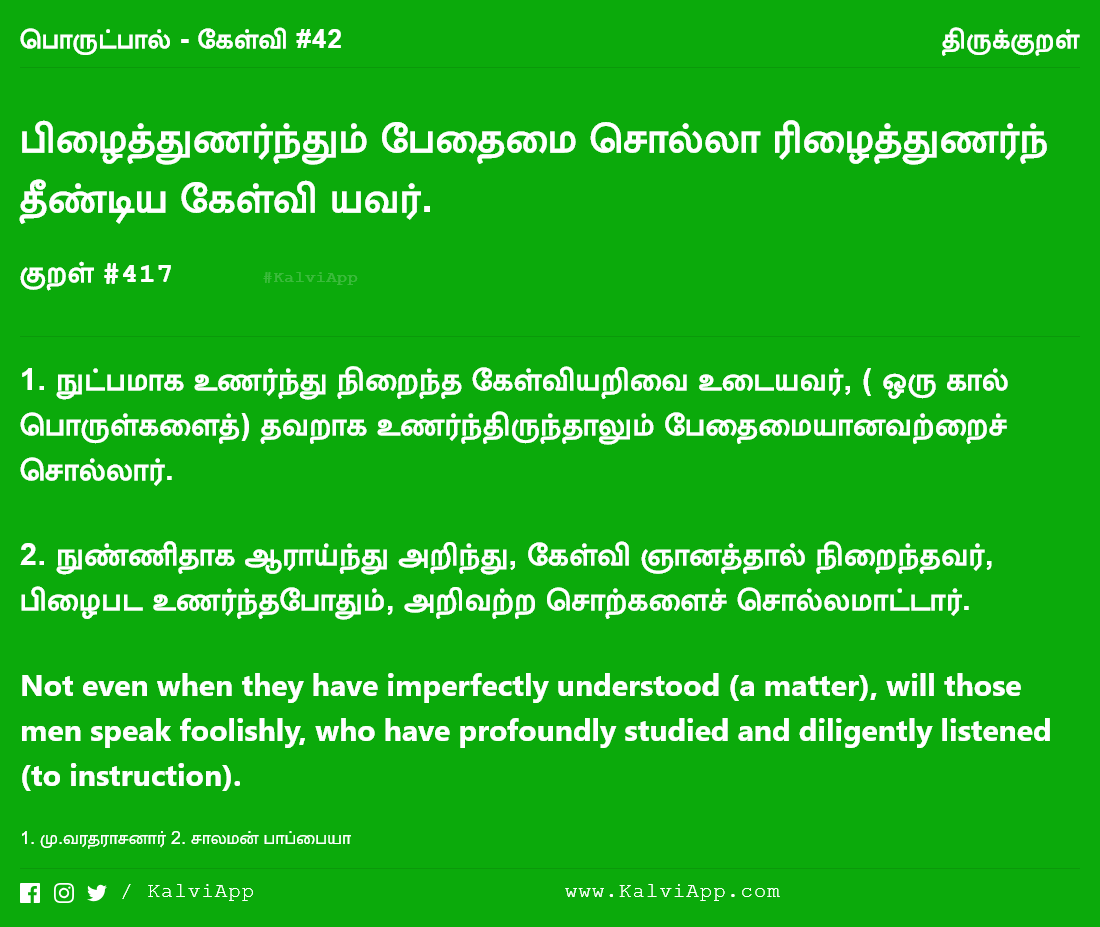 பொருட்பால் - கேள்வி #42 திருக்குறள்
பிழைத்துணர்ந்தும் பேதைமை சொல்லா ரிழைத்துணர்ந்
தீண்டிய கேள்வி யவர்.
குறள் #417 #KalviApp
1. நுட்பமாக உணர்ந்து நிறைந்த கேள்வியறிவை உடையவர், ( ஒரு கால்
பொருள்களைத்) தவறாக உணர்ந்திருந்தாலும் பேதைமையானவற்றைச்
சொல்லார்.
2. நுண்ணிதாக ஆராய்ந்து அறிந்து, கேள்வி ஞானத்தால் நிறைந்தவர்,
பிழைபட உணர்ந்தபோதும், அறிவற்ற சொற்களைச் சொல்லமாட்டார்.
Not even when they have imperfectly understood (a matter), will those
men speak foolishly, who have profoundly studied and diligently listened
(to instruction).
1. மு.வரதராசனார் 2. சாலமன் பாப்பையா
/ KalviApp www.KalviApp.com